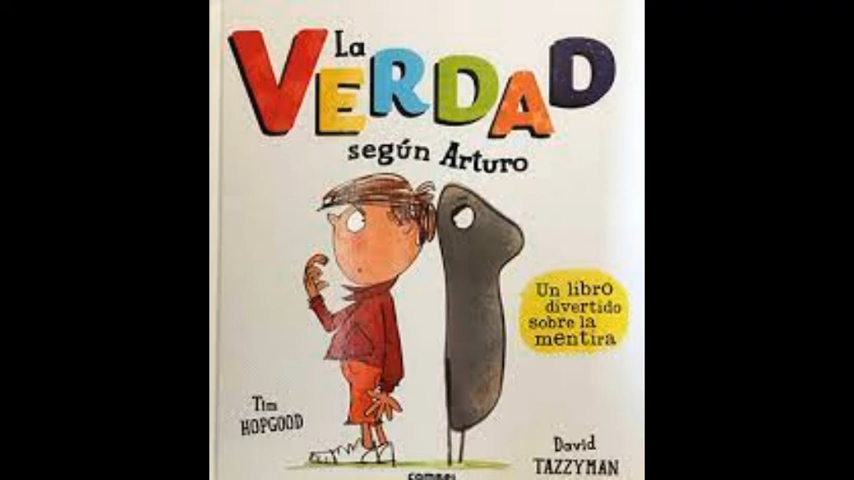 La
VERDAD
según Arturo
Un libro
divertido
sobre la
mentira
Tim
HOPGOOD
David
TAZZYMAN